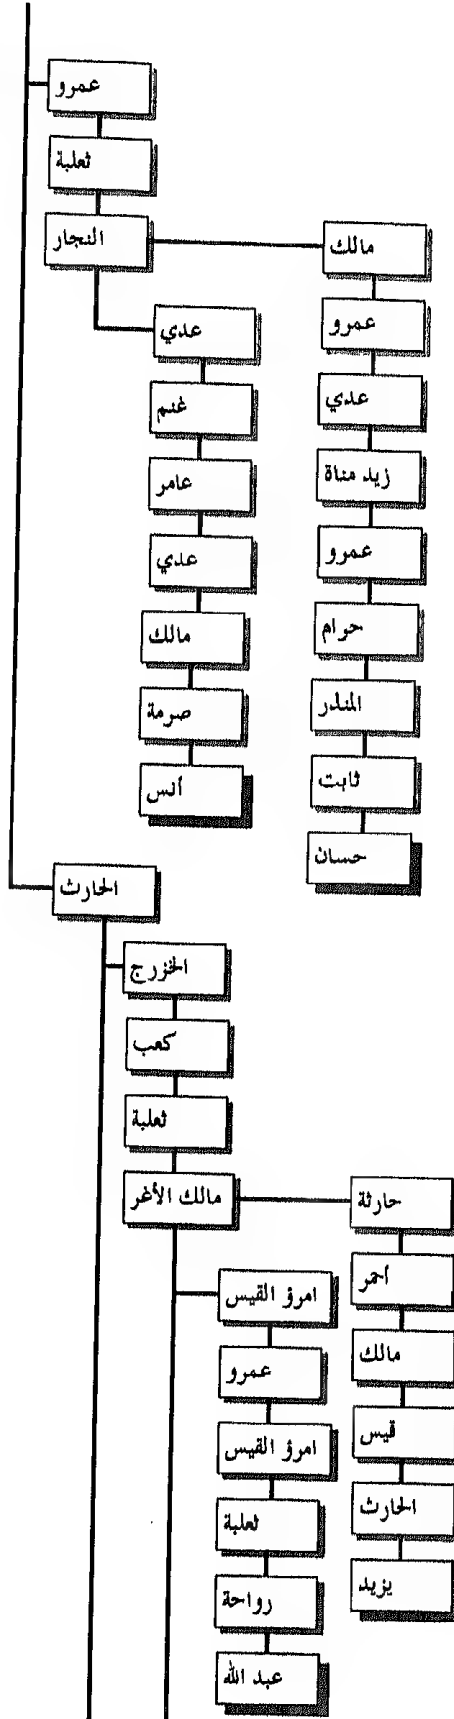 عمرو
ثعلبة
النجار
مالك
عمرو
عدي
زيد مناة
عمرو
حرام
المنذر
ثابت
حسان
عدي
غنم
عامر
عدي
مالك
صرمة
أنس
الحارث
الخزرج
كعب
ثعلبة
مالك الأغر
حارثة
أحمر
مالك
قيس
الحارث
يزيد
امرؤ القيس
عمرو
امرؤ القيس
ثعلبة
رواحة
عبد الله